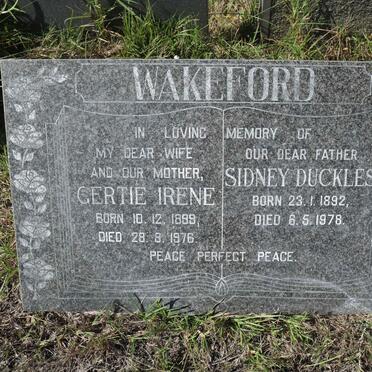 WAKEFORD
IN LOVING MEMORY OF
MY DEAR WIFE
AND OUR MOTHER,
GERTIE IRENE
BORN 10. 12. 1899,
DIED 28. 9. 1976.
OUR DEAR FATHER
SIDNEY DUCKLES
BORN 23. 1. 1892,
DIED 6. 5. 1978.
PEACE PERFECT PEACE.